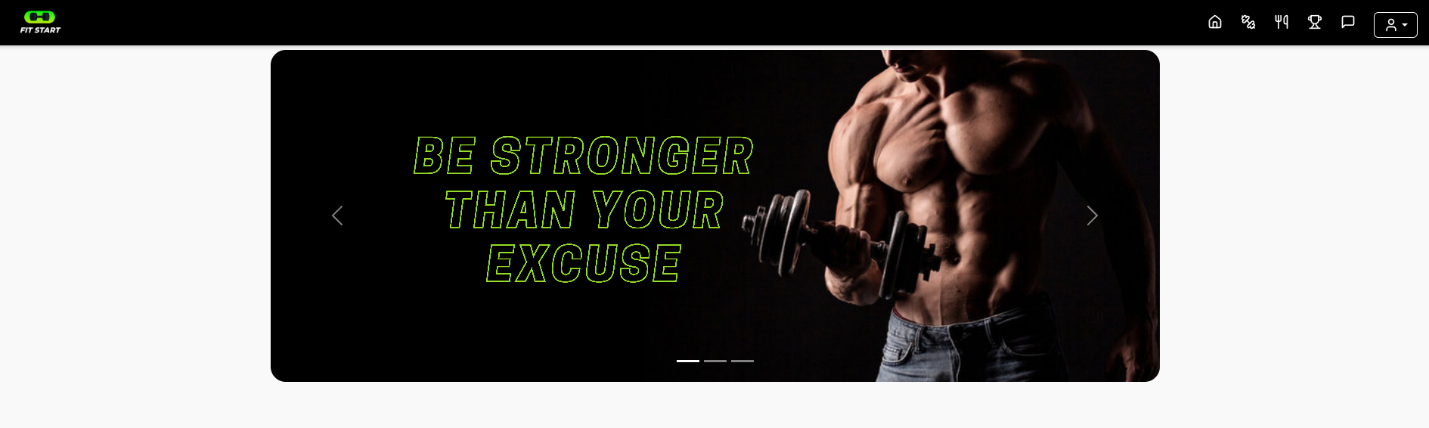 FIT START
BE STRONGER
THAN YOUR
EXCUSE